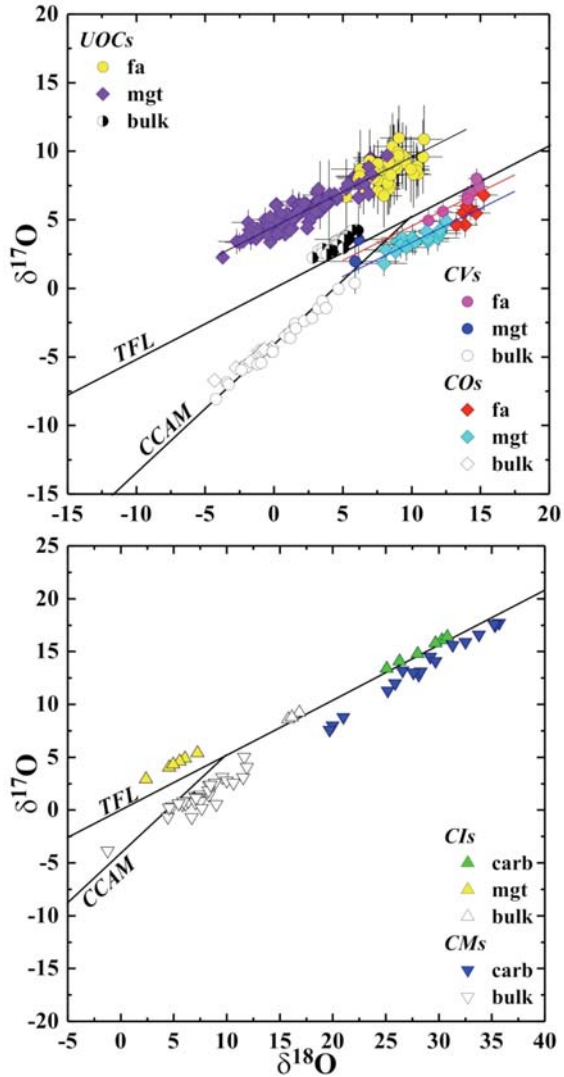 20
UOCs
fa
mgt
bulk
15
10
5
0
-5
-10
-15
δ17O
TFL
CCAM
CVs
fa
mgt
bulk
COs
fa
mgt
bulk
-15 -10 -5 0 5 10 15 20
25
20
15
10
5
0
-5
-10
-15
-20
δ17O
TFL
CCAM
CIs
carb
mgt
bulk
CMs
carb
bulk
-5 0 5 10 15 20 25 30 35 40
δ18O